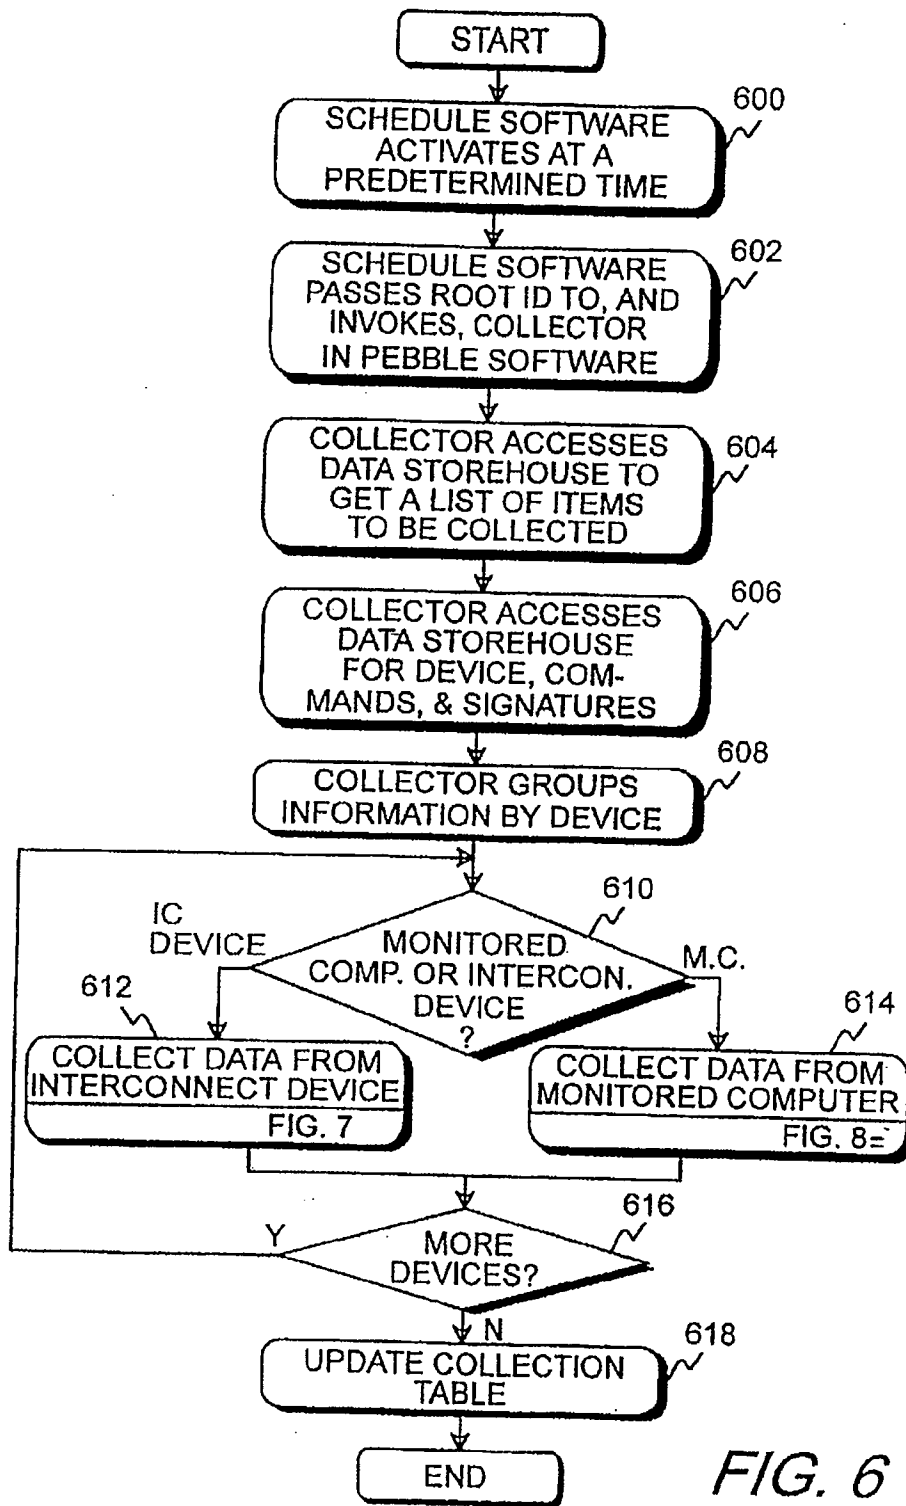 START
600
SCHEDULE SOFTWARE
ACTIVATES AT A
PREDETERMINED TIME
602
SCHEDULE SOFTWARE
PASSES ROOT ID TO, AND
INVOKES, COLLECTOR
IN PEBBLE SOFTWARE
604
COLLECTOR ACCESSES
DATA STOREHOUSE TO
GET A LIST OF ITEMS
TO BE COLLECTED
606
COLLECTOR ACCESSES
DATA STOREHOUSE
FOR DEVICE, COM-
MANDS, & SIGNATURES
608
COLLECTOR GROUPS
INFORMATION BY DEVICE
610
IC
DEVICE
MONITORED
COMP. OR INTERCON.
DEVICE
?
M.C.
612
COLLECT DATA FROM
INTERCONNECT DEVICE
FIG. 7
614
COLLECT DATA FROM
MONITORED COMPUTER
FIG. 8
616
Y
MORE
DEVICES?
N
618
UPDATE COLLECTION
TABLE
END
FIG. 6